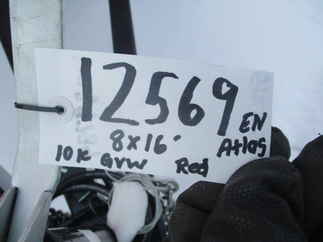 12569
EN
8x16'
Atlas
10k GVW Red